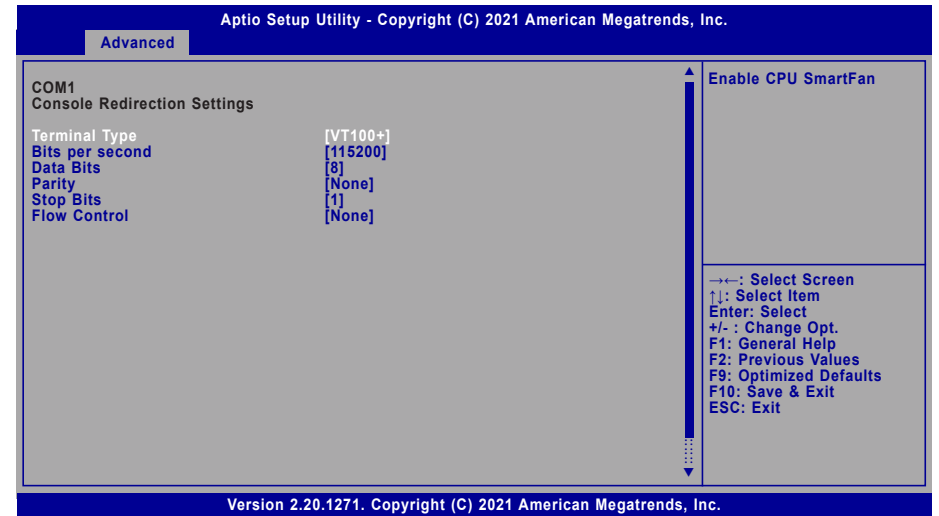 Aptio Setup Utility - Copyright (C) 2021 American Megatrends, Inc.
Advanced
COM1
Console Redirection Settings
Terminal Type [VT100+]
Bits per second [115200]
Data Bits [8]
Parity [None]
Stop Bits [1]
Flow Control [None]
Enable CPU SmartFan
→←: Select Screen
↑↓: Select Item
Enter: Select
+/- : Change Opt.
F1: General Help
F2: Previous Values
F9: Optimized Defaults
F10: Save & Exit
ESC: Exit
Version 2.20.1271. Copyright (C) 2021 American Megatrends, Inc.